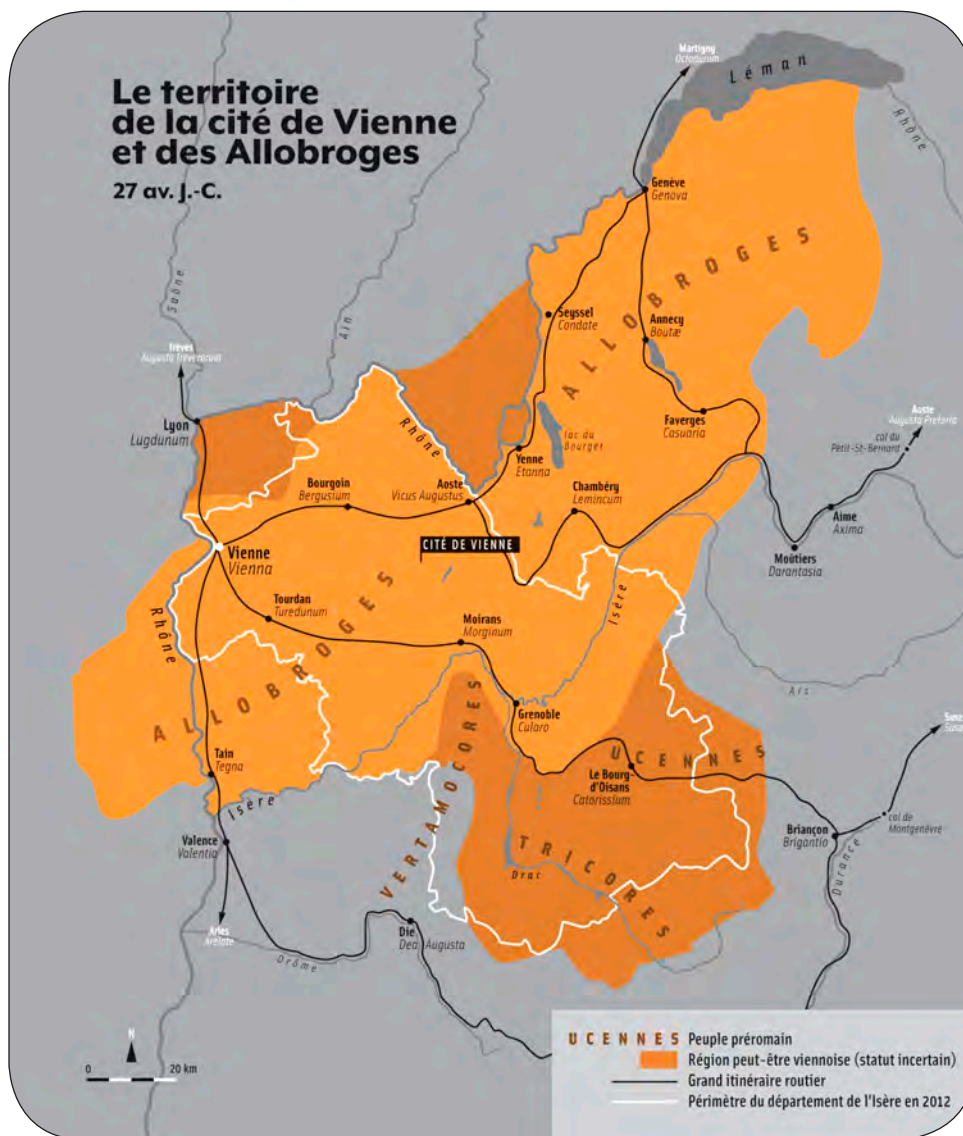 Le territoire
de la cité de Vienne
et des Allobroges
27 av. J.-C.
Martigny
Octodurum
Léman
Rhône
Genève
Genova
ALLOBROGES
Saône
Ain
Seyssel
Condate
Annecy
Boutæ
Trèves
Augusta Treverorum
Lyon
Lugdunum
Rhône
Faverges
Casuaria
Aoste
Augusta Pretoria
col du
Petit-St-Bernard
lac du
Bourget
Yenne
Etanna
Bourgoin
Bergusium
Aoste
Vicus Augustus
Chambéry
Lemincum
Aime
Axima
Moûtiers
Darantasia
CITÉ DE VIENNE
Vienne
Vienna
Isère
Tourdan
Turedunum
Moirans
Morginum
Rhône
ALLOBROGES
Arc
Grenoble
Cularo
UCENNES
Le Bourg-
d'Oisans
Catorissium
Tain
Tegna
Isère
VERTAMOCORES
Briançon
Brigantio
col de
Montgenèvre
Durance
Valence
Valentia
TRICORES
Drac
Arles
Arelate
Die
Dea Augusta
Drôme
N
0 20 km
UCENNES Peuple préromain
Région peut-être viennoise (statut incertain)
Grand itinéraire routier
Périmètre du département de l'Isère en 2012